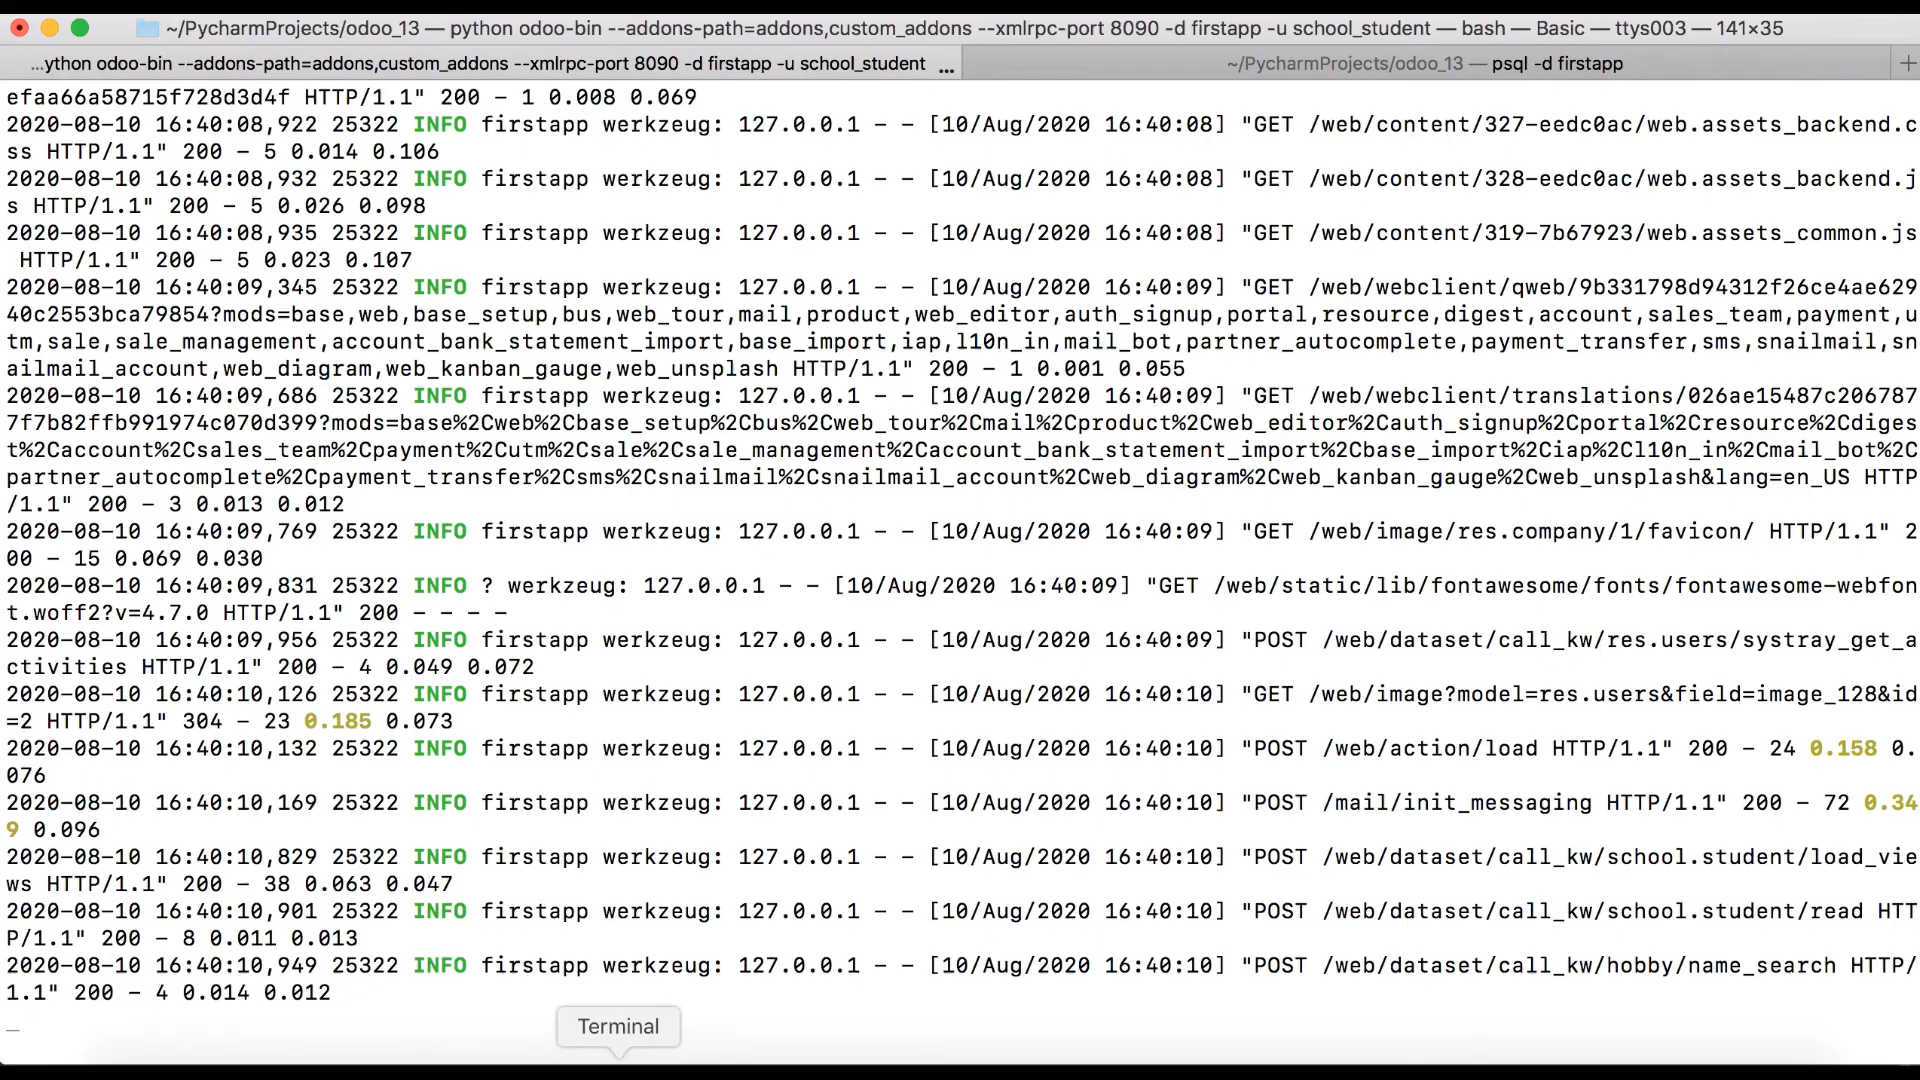 ~/PycharmProjects/odoo_13 — python odoo-bin --addons-path=addons,custom_addons --xmlrpc-port 8090 -d firstapp -u school_student — bash — Basic — ttys003 — 141×35
...ython odoo-bin --addons-path=addons,custom_addons --xmlrpc-port 8090 -d firstapp -u school_student ...
~/PycharmProjects/odoo_13 — psql -d firstapp +
efaa66a58715f728d3d4f HTTP/1.1" 200 - 1 0.008 0.069
2020-08-10 16:40:08,922 25322 INFO firstapp werkzeug: 127.0.0.1 - - [10/Aug/2020 16:40:08] "GET /web/content/327-eedc0ac/web.assets_backend.c
ss HTTP/1.1" 200 - 5 0.014 0.106
2020-08-10 16:40:08,932 25322 INFO firstapp werkzeug: 127.0.0.1 - - [10/Aug/2020 16:40:08] "GET /web/content/328-eedc0ac/web.assets_backend.j
s HTTP/1.1" 200 - 5 0.026 0.098
2020-08-10 16:40:08,935 25322 INFO firstapp werkzeug: 127.0.0.1 - - [10/Aug/2020 16:40:08] "GET /web/content/319-7b67923/web.assets_common.js
 HTTP/1.1" 200 - 5 0.023 0.107
2020-08-10 16:40:09,345 25322 INFO firstapp werkzeug: 127.0.0.1 - - [10/Aug/2020 16:40:09] "GET /web/webclient/qweb/9b331798d94312f26ce4ae629
40c2553bca79854?mods=base,web,base_setup,bus,web_tour,mail,product,web_editor,auth_signup,portal,resource,digest,account,sales_team,payment,u
tm,sale,sale_management,account_bank_statement_import,base_import,iap,l10n_in,mail_bot,partner_autocomplete,payment_transfer,sms,snailmail,sn
ailmail_account,web_diagram,web_kanban_gauge,web_unsplash HTTP/1.1" 200 - 1 0.001 0.055
2020-08-10 16:40:09,686 25322 INFO firstapp werkzeug: 127.0.0.1 - - [10/Aug/2020 16:40:09] "GET /web/webclient/translations/026ae15487c206787
7f7b82ffb991974c070d399?mods=base%2Cweb%2Cbase_setup%2Cbus%2Cweb_tour%2Cmail%2Cproduct%2Cweb_editor%2Cauth_signup%2Cportal%2Cresource%2Cdiges
t%2Caccount%2Csales_team%2Cpayment%2Cutm%2Csale%2Csale_management%2Caccount_bank_statement_import%2Cbase_import%2Ciap%2Cl10n_in%2Cmail_bot%2C
partner_autocomplete%2Cpayment_transfer%2Csms%2Csnailmail%2Csnailmail_account%2Cweb_diagram%2Cweb_kanban_gauge%2Cweb_unsplash&lang=en_US HTTP
/1.1" 200 - 3 0.013 0.012
2020-08-10 16:40:09,769 25322 INFO firstapp werkzeug: 127.0.0.1 - - [10/Aug/2020 16:40:09] "GET /web/image/res.company/1/favicon/ HTTP/1.1" 2
00 - 15 0.069 0.030
2020-08-10 16:40:09,831 25322 INFO ? werkzeug: 127.0.0.1 - - [10/Aug/2020 16:40:09] "GET /web/static/lib/fontawesome/fonts/fontawesome-webfon
t.woff2?v=4.7.0 HTTP/1.1" 200 - - - -
2020-08-10 16:40:09,956 25322 INFO firstapp werkzeug: 127.0.0.1 - - [10/Aug/2020 16:40:09] "POST /web/dataset/call_kw/res.users/systray_get_a
ctivities HTTP/1.1" 200 - 4 0.049 0.072
2020-08-10 16:40:10,126 25322 INFO firstapp werkzeug: 127.0.0.1 - - [10/Aug/2020 16:40:10] "GET /web/image?model=res.users&field=image_128&id
=2 HTTP/1.1" 304 - 23 0.185 0.073
2020-08-10 16:40:10,132 25322 INFO firstapp werkzeug: 127.0.0.1 - - [10/Aug/2020 16:40:10] "POST /web/action/load HTTP/1.1" 200 - 24 0.158 0.
076
2020-08-10 16:40:10,169 25322 INFO firstapp werkzeug: 127.0.0.1 - - [10/Aug/2020 16:40:10] "POST /mail/init_messaging HTTP/1.1" 200 - 72 0.34
9 0.096
2020-08-10 16:40:10,829 25322 INFO firstapp werkzeug: 127.0.0.1 - - [10/Aug/2020 16:40:10] "POST /web/dataset/call_kw/school.student/load_vie
ws HTTP/1.1" 200 - 38 0.063 0.047
2020-08-10 16:40:10,901 25322 INFO firstapp werkzeug: 127.0.0.1 - - [10/Aug/2020 16:40:10] "POST /web/dataset/call_kw/school.student/read HTT
P/1.1" 200 - 8 0.011 0.013
2020-08-10 16:40:10,949 25322 INFO firstapp werkzeug: 127.0.0.1 - - [10/Aug/2020 16:40:10] "POST /web/dataset/call_kw/hobby/name_search HTTP/
1.1" 200 - 4 0.014 0.012
Terminal